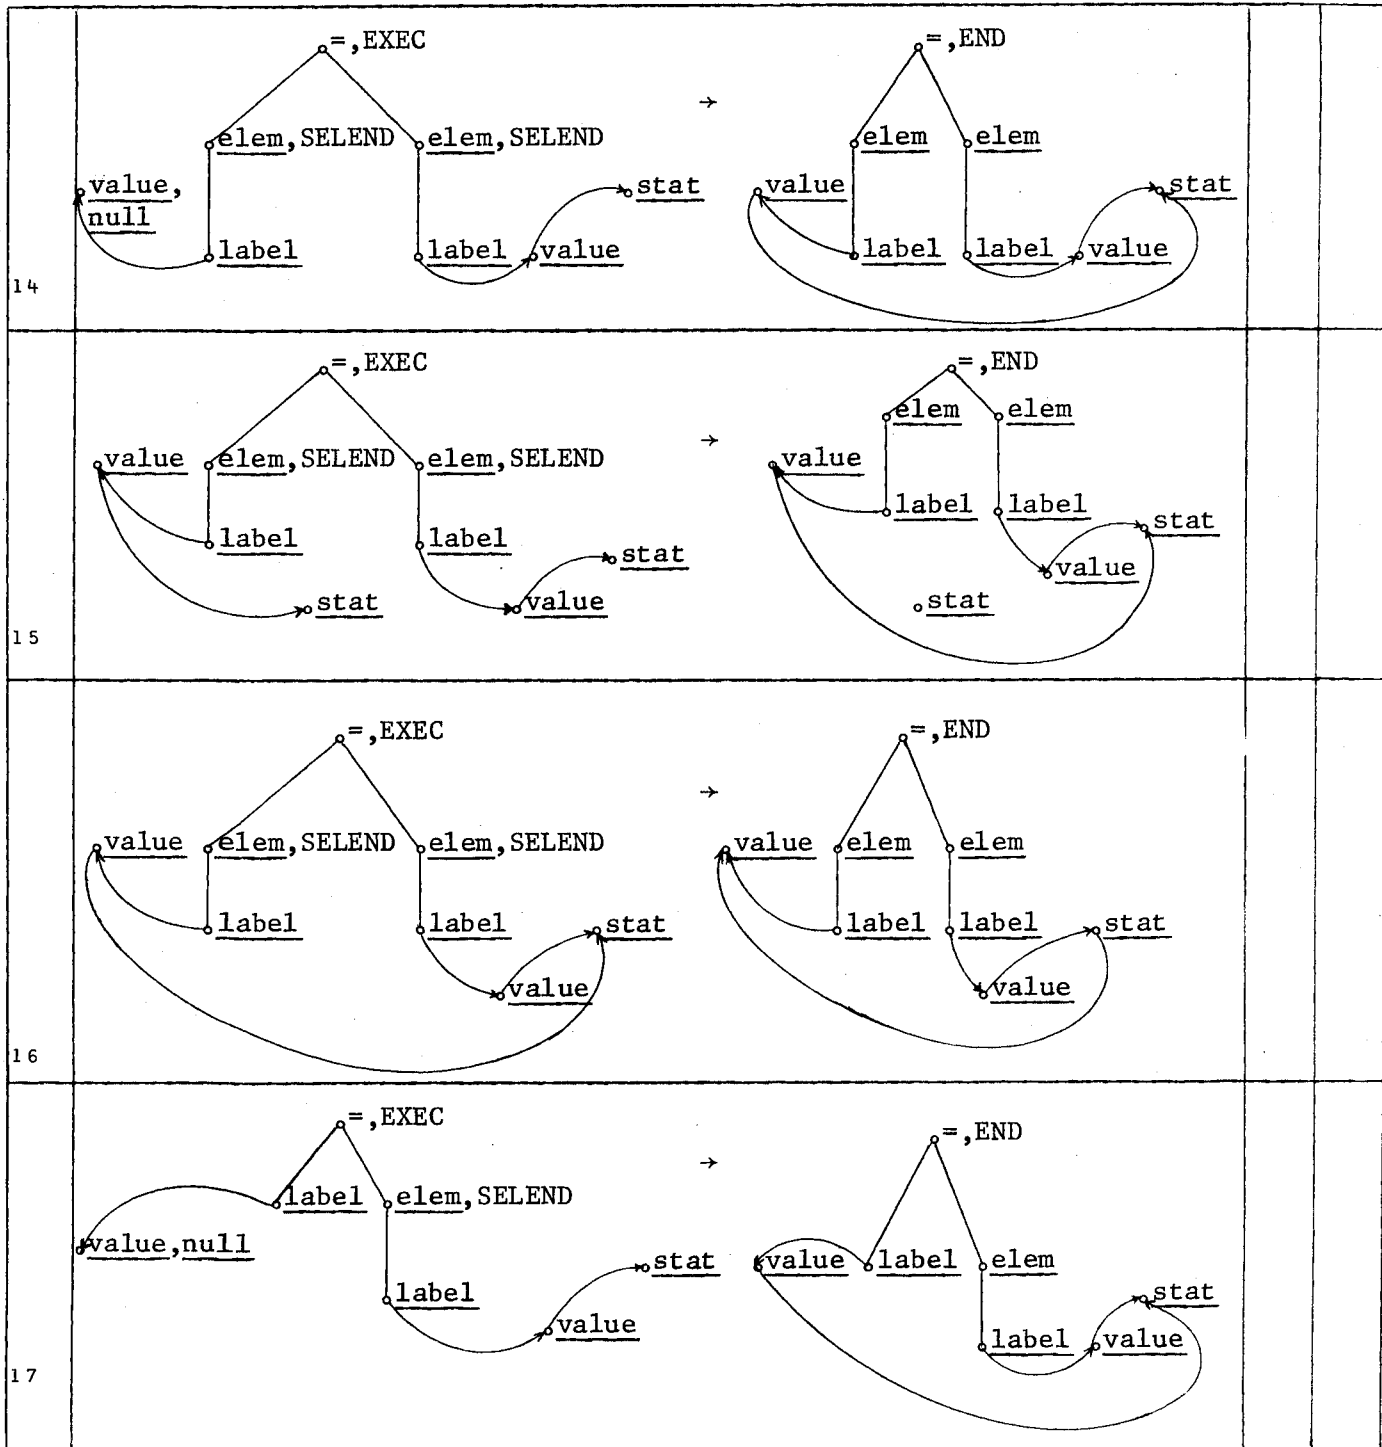 =,EXEC → =,END
elem,SELEND elem,SELEND elem elem
value, stat value stat
null
label label value label label value
14
=,EXEC =,END
→ elem elem
value elem,SELEND elem,SELEND value
label label label label
stat stat
value
stat value stat
15
=,EXEC =,END
→
value elem,SELEND elem,SELEND value elem elem
label label stat label label stat
value value
16
=,EXEC =,END
→
label elem,SELEND
value,null stat value label elem
label stat
value label value
17